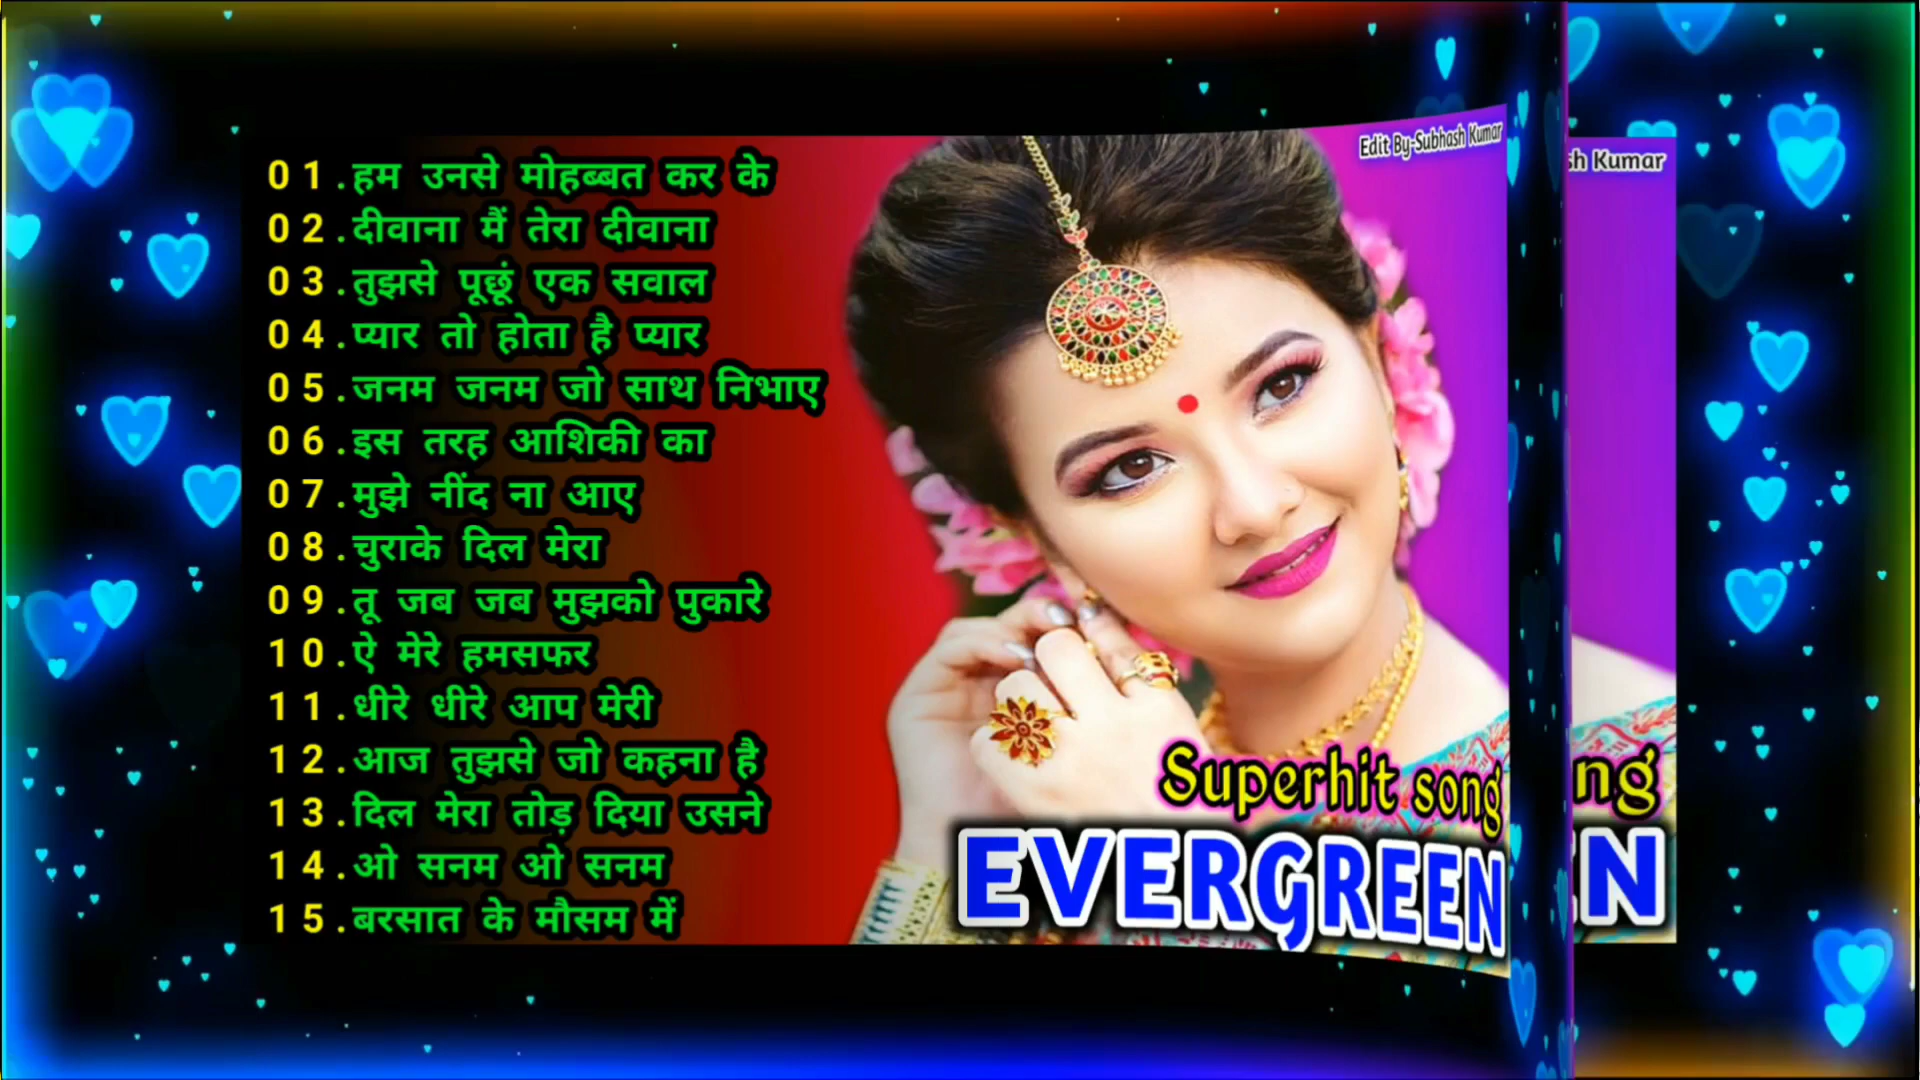 Edit By-Subhash Kumar
sh Kumar
01.हम उनसे मोहब्बत कर के
02.दीवाना मैं तेरा दीवाना
03.तुझसे पूछूं एक सवाल
04.प्यार तो होता है प्यार
05.जनम जनम जो साथ निभाए
06.इस तरह आशिकी का
07.मुझे नींद ना आए
08.चुराके दिल मेरा
09.तू जब जब मुझको पुकारे
10.ऐ मेरे हमसफर
11.धीरे धीरे आप मेरी
12.आज तुझसे जो कहना है
13.दिल मेरा तोड़ दिया उसने
14.ओ सनम ओ सनम
15.बरसात के मौसम में
Superhit song
ng
EVERGREEN
EN